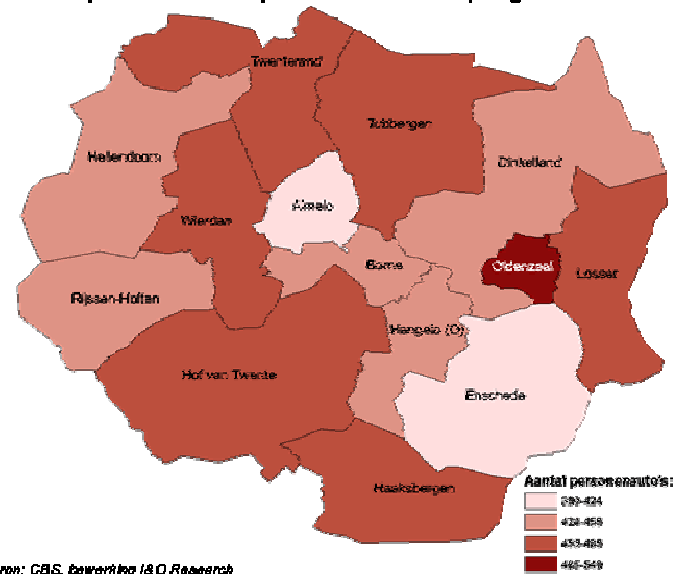 Twenterand
Tubbergen
Hellendoorn
Dinkelland
Almelo
Wierden
Borne
Oldenzaal
Losser
Rijssen-Holten
Hengelo (O)
Hof van Twente
Enschede
Haaksbergen
Aantal personenauto's:
ron: CBS, bewerking I&O Research